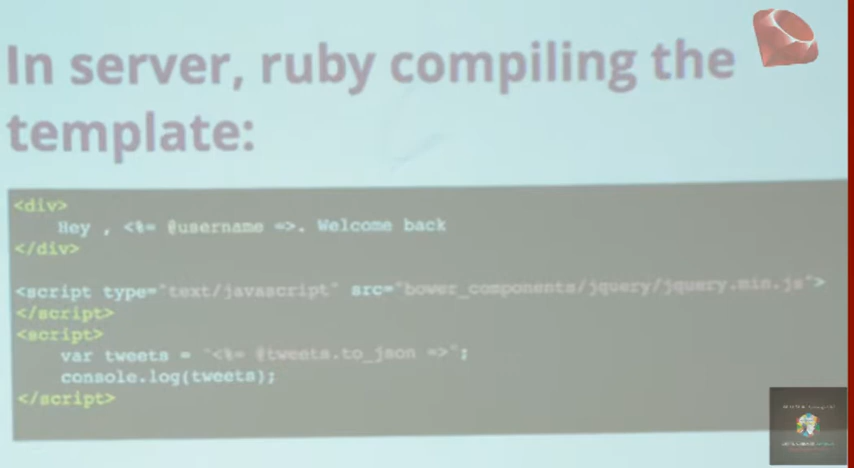 In server, ruby compiling the
template:
<div>
Hey , <%= @username =>. Welcome back
</div>
<script type="text/javascript" src="bower_components/jquery/jquery.min.js">
</script>
<script>
var tweets = "<%= @tweets.to_json =>";
console.log(tweets);
</script>